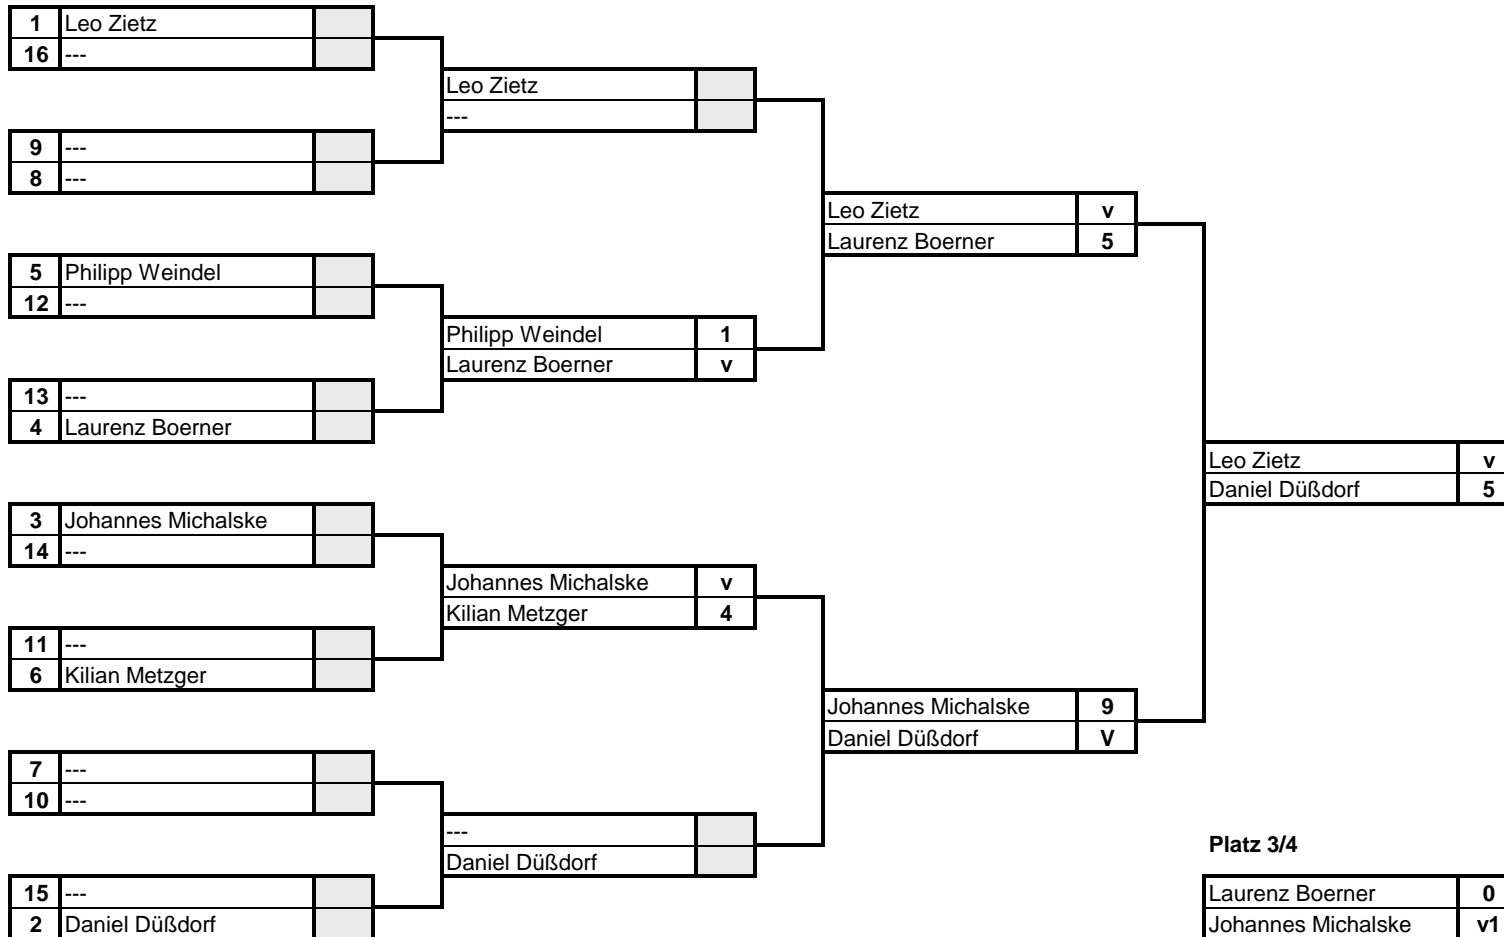 1 Leo Zietz
16 ---
Leo Zietz
---
9 ---
8 ---
Leo Zietz v
Laurenz Boerner 5
5 Philipp Weindel
12 ---
Philipp Weindel 1
Laurenz Boerner v
13 ---
4 Laurenz Boerner
Leo Zietz v
Daniel Düßdorf 5
3 Johannes Michalske
14 ---
Johannes Michalske v
Kilian Metzger 4
11 ---
6 Kilian Metzger
Johannes Michalske 9
Daniel Düßdorf V
7 ---
10 ---
---
Daniel Düßdorf
Platz 3/4
15 ---
2 Daniel Düßdorf
Laurenz Boerner 0
Johannes Michalske v1